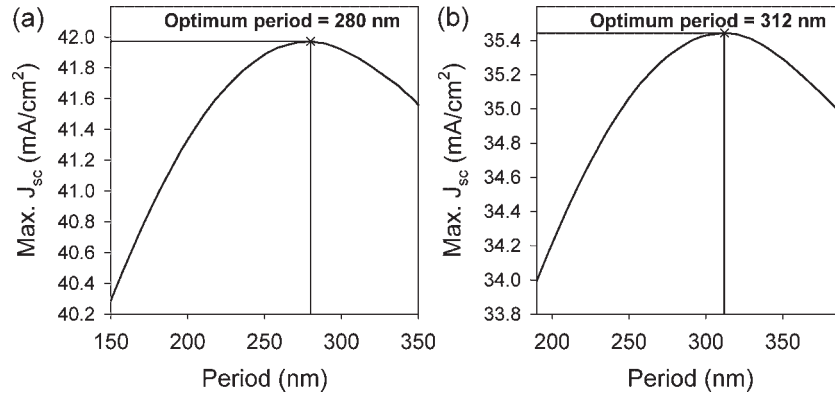 (a)
Optimum period = 280 nm
42.0
41.8
41.6
41.4
41.2
41.0
40.8
40.6
40.4
40.2
Max. Jsc (mA/cm²)
150 200 250 300 350
Period (nm)
(b)
Optimum period = 312 nm
35.4
35.2
35.0
34.8
34.6
34.4
34.2
34.0
33.8
Max. Jsc (mA/cm²)
200 250 300 350
Period (nm)